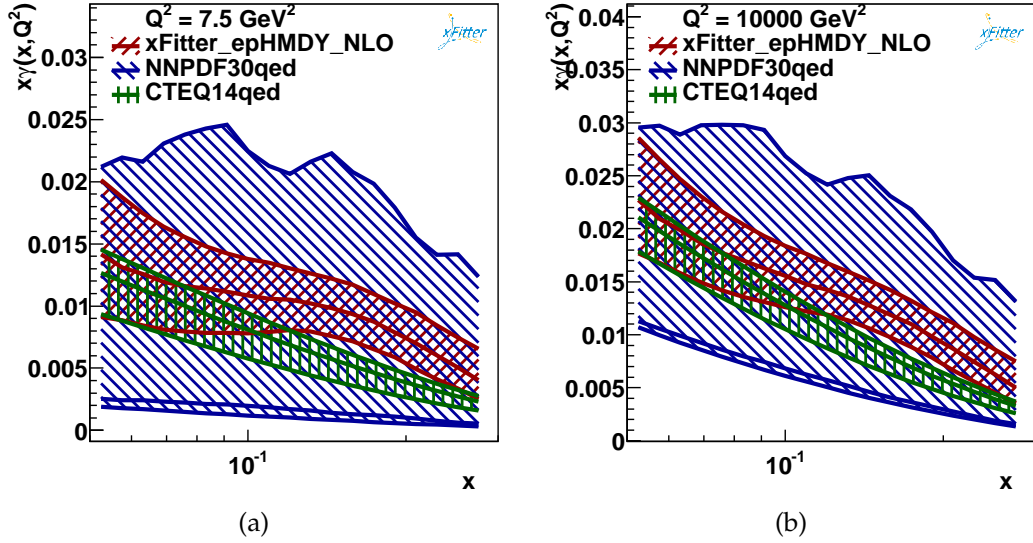 Q² = 7.5 GeV²
xFitter_epHMDY_NLO
NNPDF30qed
CTEQ14qed
xγ(x,Q²)
0.03
0.025
0.02
0.015
0.01
0.005
0
10⁻¹
x
xFitter
(a)
Q² = 10000 GeV²
xFitter_epHMDY_NLO
NNPDF30qed
CTEQ14qed
xγ(x,Q²)
0.04
0.035
0.03
0.025
0.02
0.015
0.01
0.005
0
10⁻¹
x
xFitter
(b)